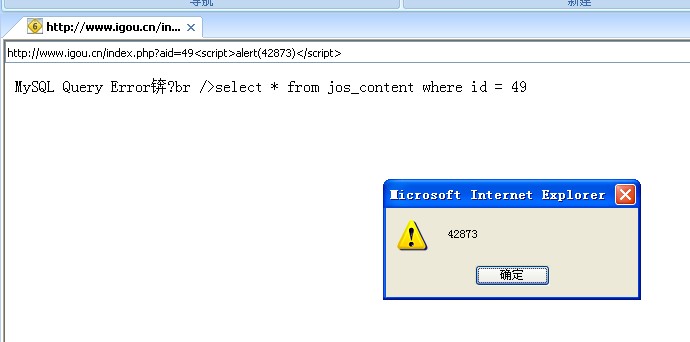 导航
新建
http://www.igou.cn/in...
http://www.igou.cn/index.php?aid=49<script>alert(42873)</script>
MySQL Query Error锛?br />select * from jos_content where id = 49
Microsoft Internet Explorer
42873
确定